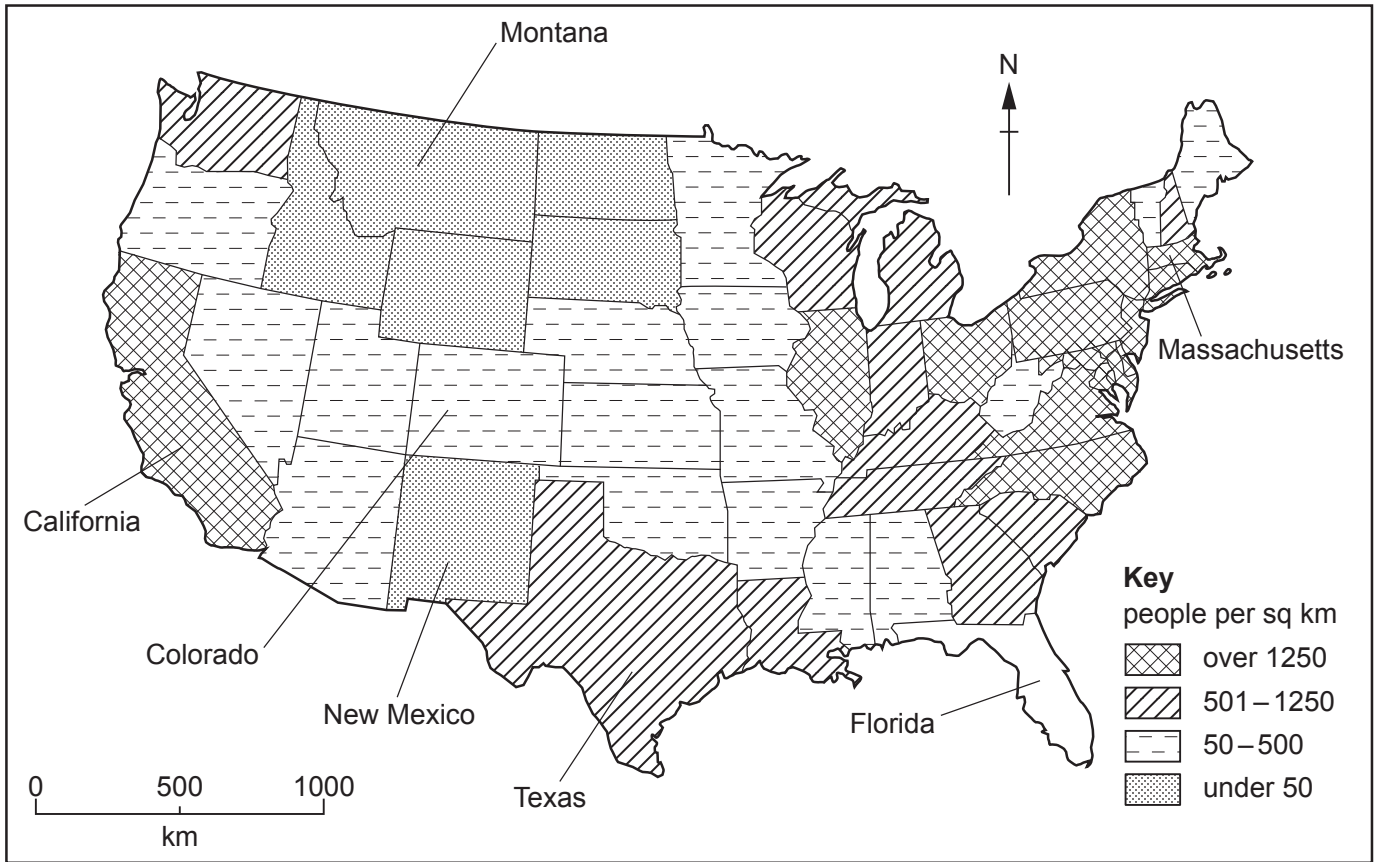 Montana
N
Massachusetts
California
Colorado
New Mexico
Texas
Florida
Key
people per sq km
over 1250
501–1250
50–500
under 50
0 500 1000
km